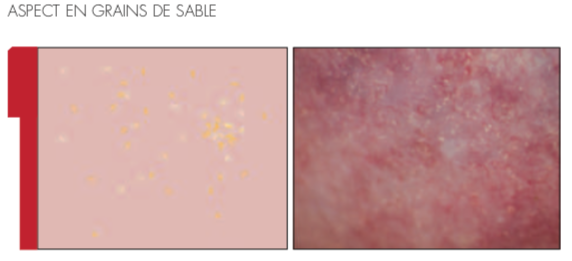 ASPECT EN GRAINS DE SABLE